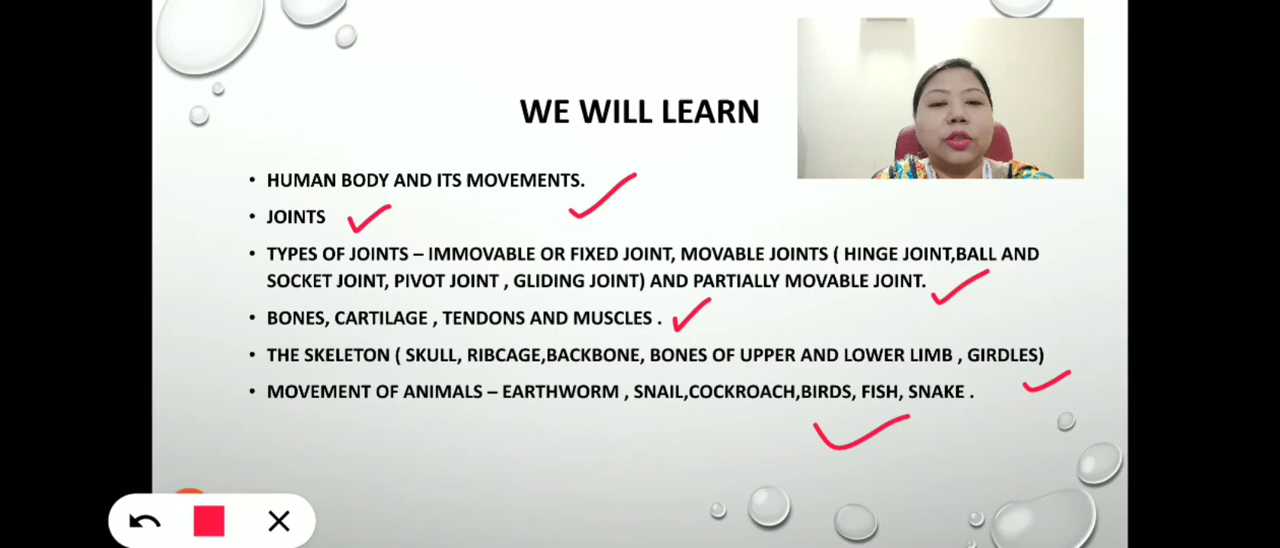 WE WILL LEARN
• HUMAN BODY AND ITS MOVEMENTS.
• JOINTS
• TYPES OF JOINTS – IMMOVABLE OR FIXED JOINT, MOVABLE JOINTS ( HINGE JOINT,BALL AND
SOCKET JOINT, PIVOT JOINT , GLIDING JOINT) AND PARTIALLY MOVABLE JOINT.
• BONES, CARTILAGE , TENDONS AND MUSCLES .
• THE SKELETON ( SKULL, RIBCAGE,BACKBONE, BONES OF UPPER AND LOWER LIMB , GIRDLES)
• MOVEMENT OF ANIMALS – EARTHWORM , SNAIL,COCKROACH,BIRDS, FISH, SNAKE .